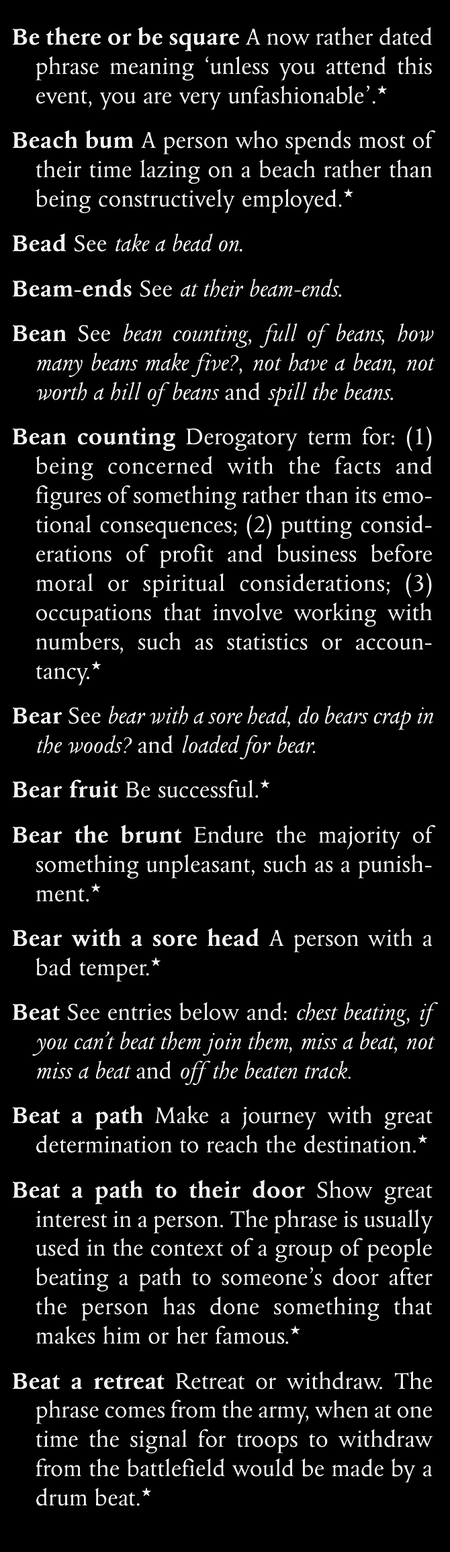 Be there or be square A now rather dated
phrase meaning ‘unless you attend this
event, you are very unfashionable’.★
Beach bum A person who spends most of
their time lazing on a beach rather than
being constructively employed.★
Bead See take a bead on.
Beam-ends See at their beam-ends.
Bean See bean counting, full of beans, how
many beans make five?, not have a bean, not
worth a hill of beans and spill the beans.
Bean counting Derogatory term for: (1)
being concerned with the facts and
figures of something rather than its emo-
tional consequences; (2) putting consid-
erations of profit and business before
moral or spiritual considerations; (3)
occupations that involve working with
numbers, such as statistics or accoun-
tancy.★
Bear See bear with a sore head, do bears crap in
the woods? and loaded for bear.
Bear fruit Be successful.★
Bear the brunt Endure the majority of
something unpleasant, such as a punish-
ment.★
Bear with a sore head A person with a
bad temper.★
Beat See entries below and: chest beating, if
you can’t beat them join them, miss a beat, not
miss a beat and off the beaten track.
Beat a path Make a journey with great
determination to reach the destination.★
Beat a path to their door Show great
interest in a person. The phrase is usually
used in the context of a group of people
beating a path to someone’s door after
the person has done something that
makes him or her famous.★
Beat a retreat Retreat or withdraw. The
phrase comes from the army, when at one
time the signal for troops to withdraw
from the battlefield would be made by a
drum beat.★